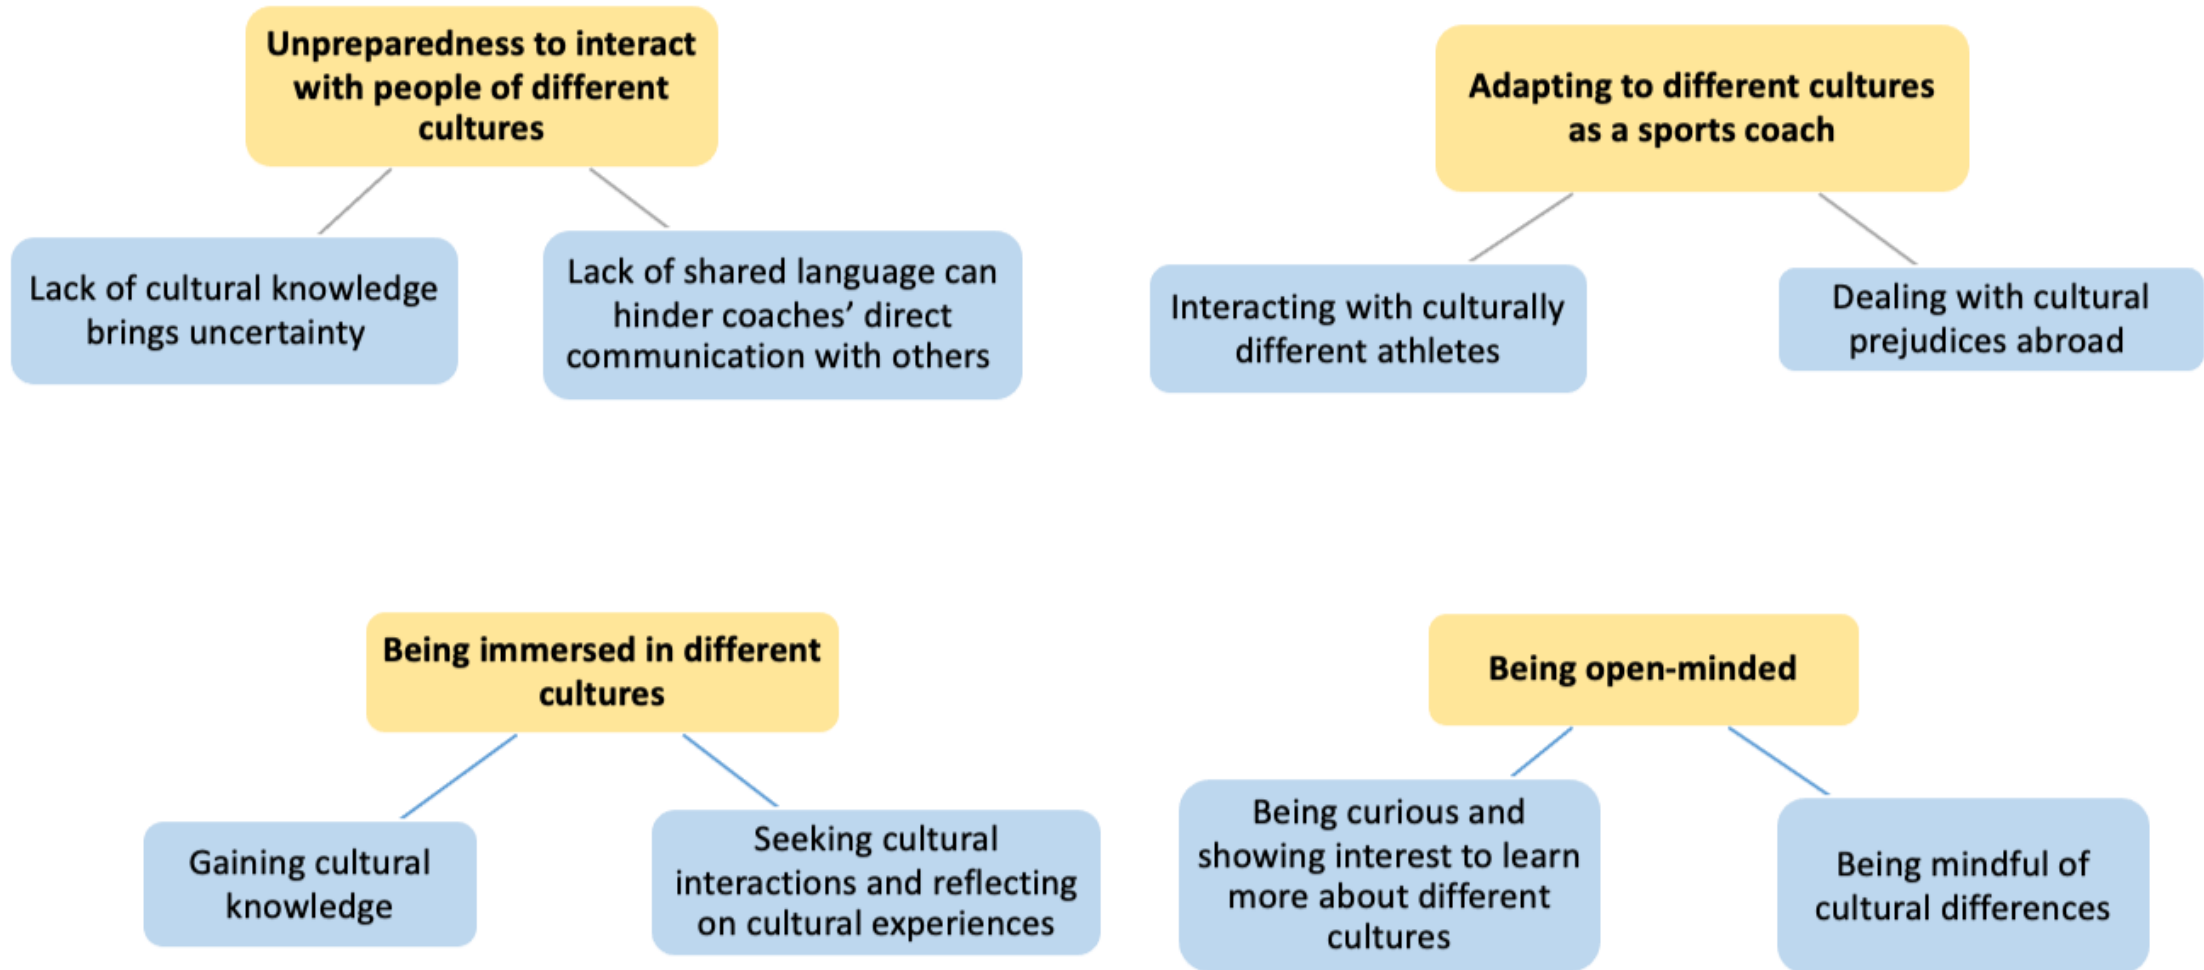 Unpreparedness to interact
with people of different
cultures
Lack of cultural knowledge
brings uncertainty
Lack of shared language can
hinder coaches’ direct
communication with others
Adapting to different cultures
as a sports coach
Interacting with culturally
different athletes
Dealing with cultural
prejudices abroad
Being immersed in different
cultures
Gaining cultural
knowledge
Seeking cultural
interactions and reflecting
on cultural experiences
Being open-minded
Being curious and
showing interest to learn
more about different
cultures
Being mindful of
cultural differences